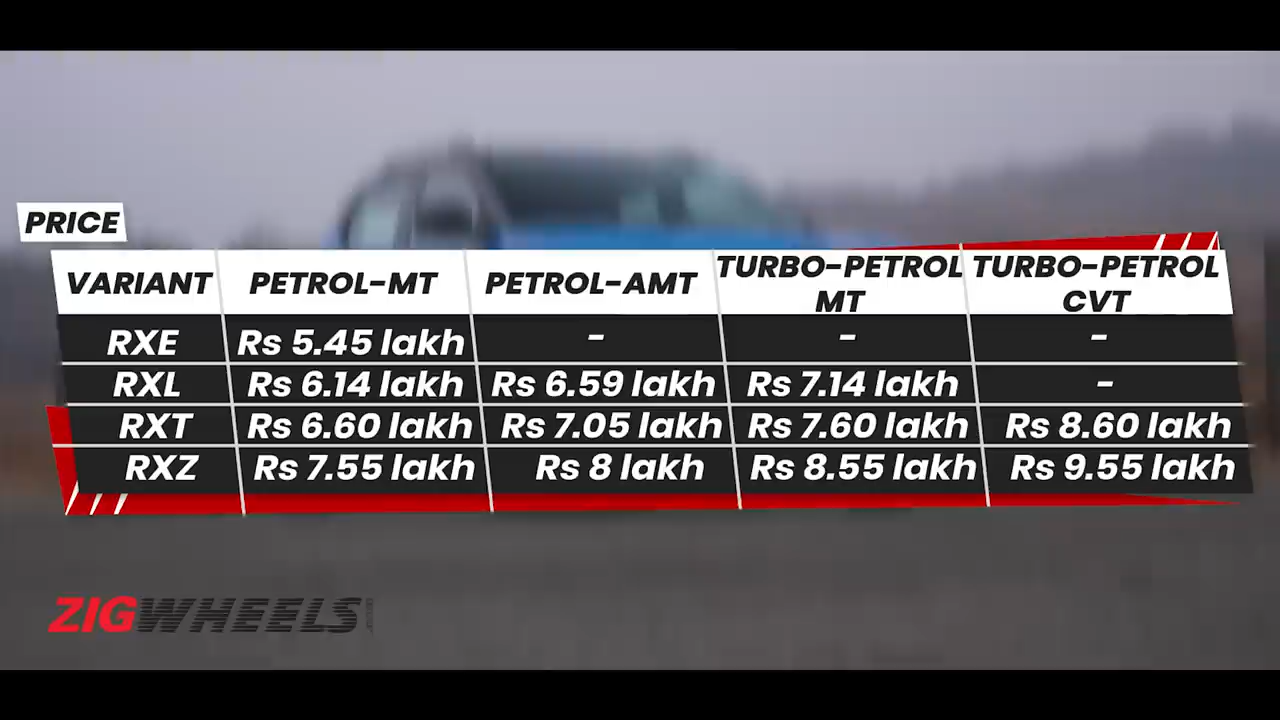 PRICE
VARIANT PETROL-MT PETROL-AMT TURBO-PETROL MT TURBO-PETROL CVT
RXE Rs 5.45 lakh - - -
RXL Rs 6.14 lakh Rs 6.59 lakh Rs 7.14 lakh -
RXT Rs 6.60 lakh Rs 7.05 lakh Rs 7.60 lakh Rs 8.60 lakh
RXZ Rs 7.55 lakh Rs 8 lakh Rs 8.55 lakh Rs 9.55 lakh
ZIGWHEELS